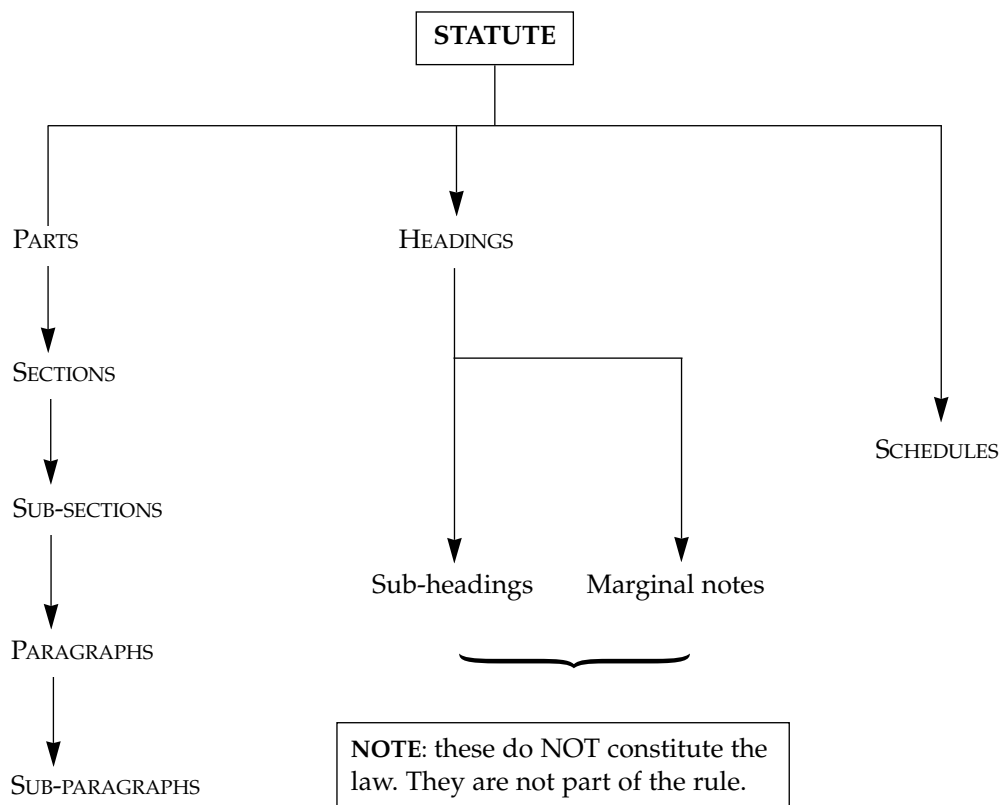 STATUTE
PARTS
HEADINGS
SECTIONS
SCHEDULES
SUB-SECTIONS
Sub-headings
Marginal notes
PARAGRAPHS
NOTE: these do NOT constitute the
law. They are not part of the rule.
SUB-PARAGRAPHS